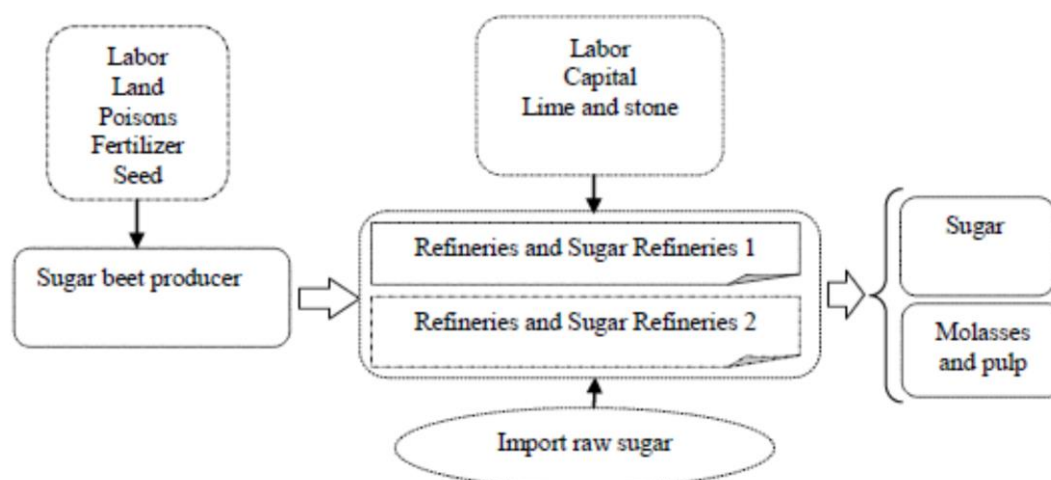 Labor
Land
Poisons
Fertilizer
Seed
Labor
Capital
Lime and stone
Sugar beet producer
Refineries and Sugar Refineries 1
Refineries and Sugar Refineries 2
Sugar
Molasses
and pulp
Import raw sugar